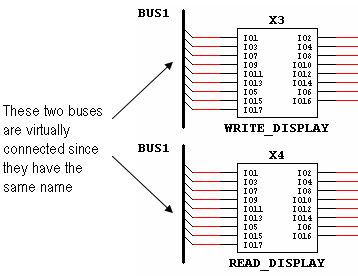 BUS1
X3
IO1 IO2
IO3 IO4
IO7 IO8
IO9 IO10
IO11 IO12
IO13 IO14
IO5 IO6
IO15 IO16
IO17
WRITE_DISPLAY
These two buses
are virtually
connected since
they have the
same name
BUS1
X4
IO1 IO2
IO3 IO4
IO7 IO8
IO9 IO10
IO11 IO12
IO13 IO14
IO5 IO6
IO15 IO16
IO17
READ_DISPLAY